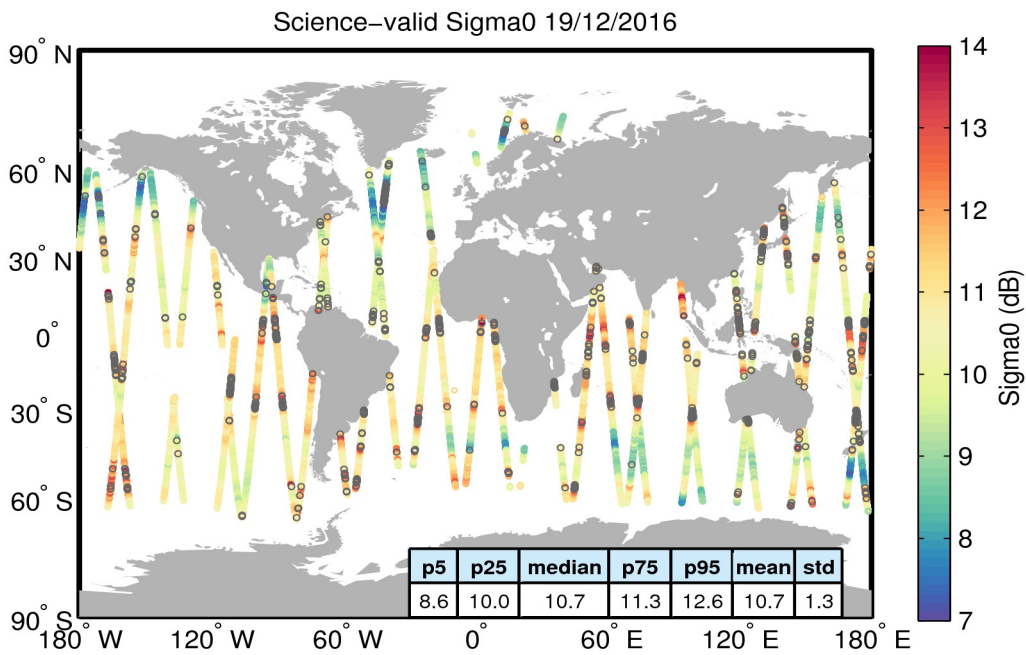 Science−valid Sigma0 19/12/2016
90° N
60° N
30° N
0°
30° S
60° S
90° S
180° W
120° W
60° W
0°
60° E
120° E
180° E
p5 p25 median p75 p95 mean std
8.6 10.0 10.7 11.3 12.6 10.7 1.3
14
13
12
11
10
9
8
7
Sigma0 (dB)